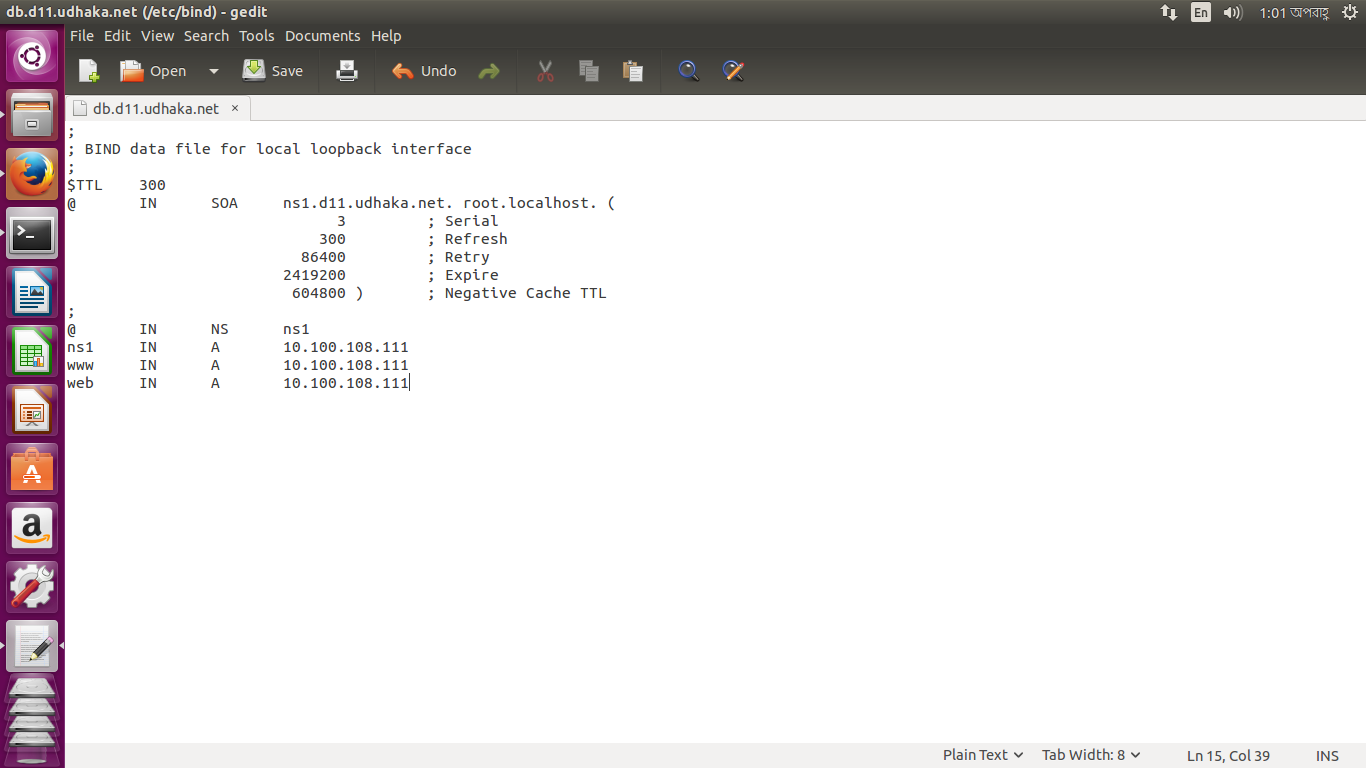 db.d11.udhaka.net (/etc/bind) - gedit
En 1:01 অপরাহ্ণ
File Edit View Search Tools Documents Help
Open Save Undo
db.d11.udhaka.net ×
;
; BIND data file for local loopback interface
;
$TTL 300
@ IN SOA ns1.d11.udhaka.net. root.localhost. (
3 ; Serial
300 ; Refresh
86400 ; Retry
2419200 ; Expire
604800 ) ; Negative Cache TTL
;
@ IN NS ns1
ns1 IN A 10.100.108.111
www IN A 10.100.108.111
web IN A 10.100.108.111
Plain Text Tab Width: 8 Ln 15, Col 39 INS